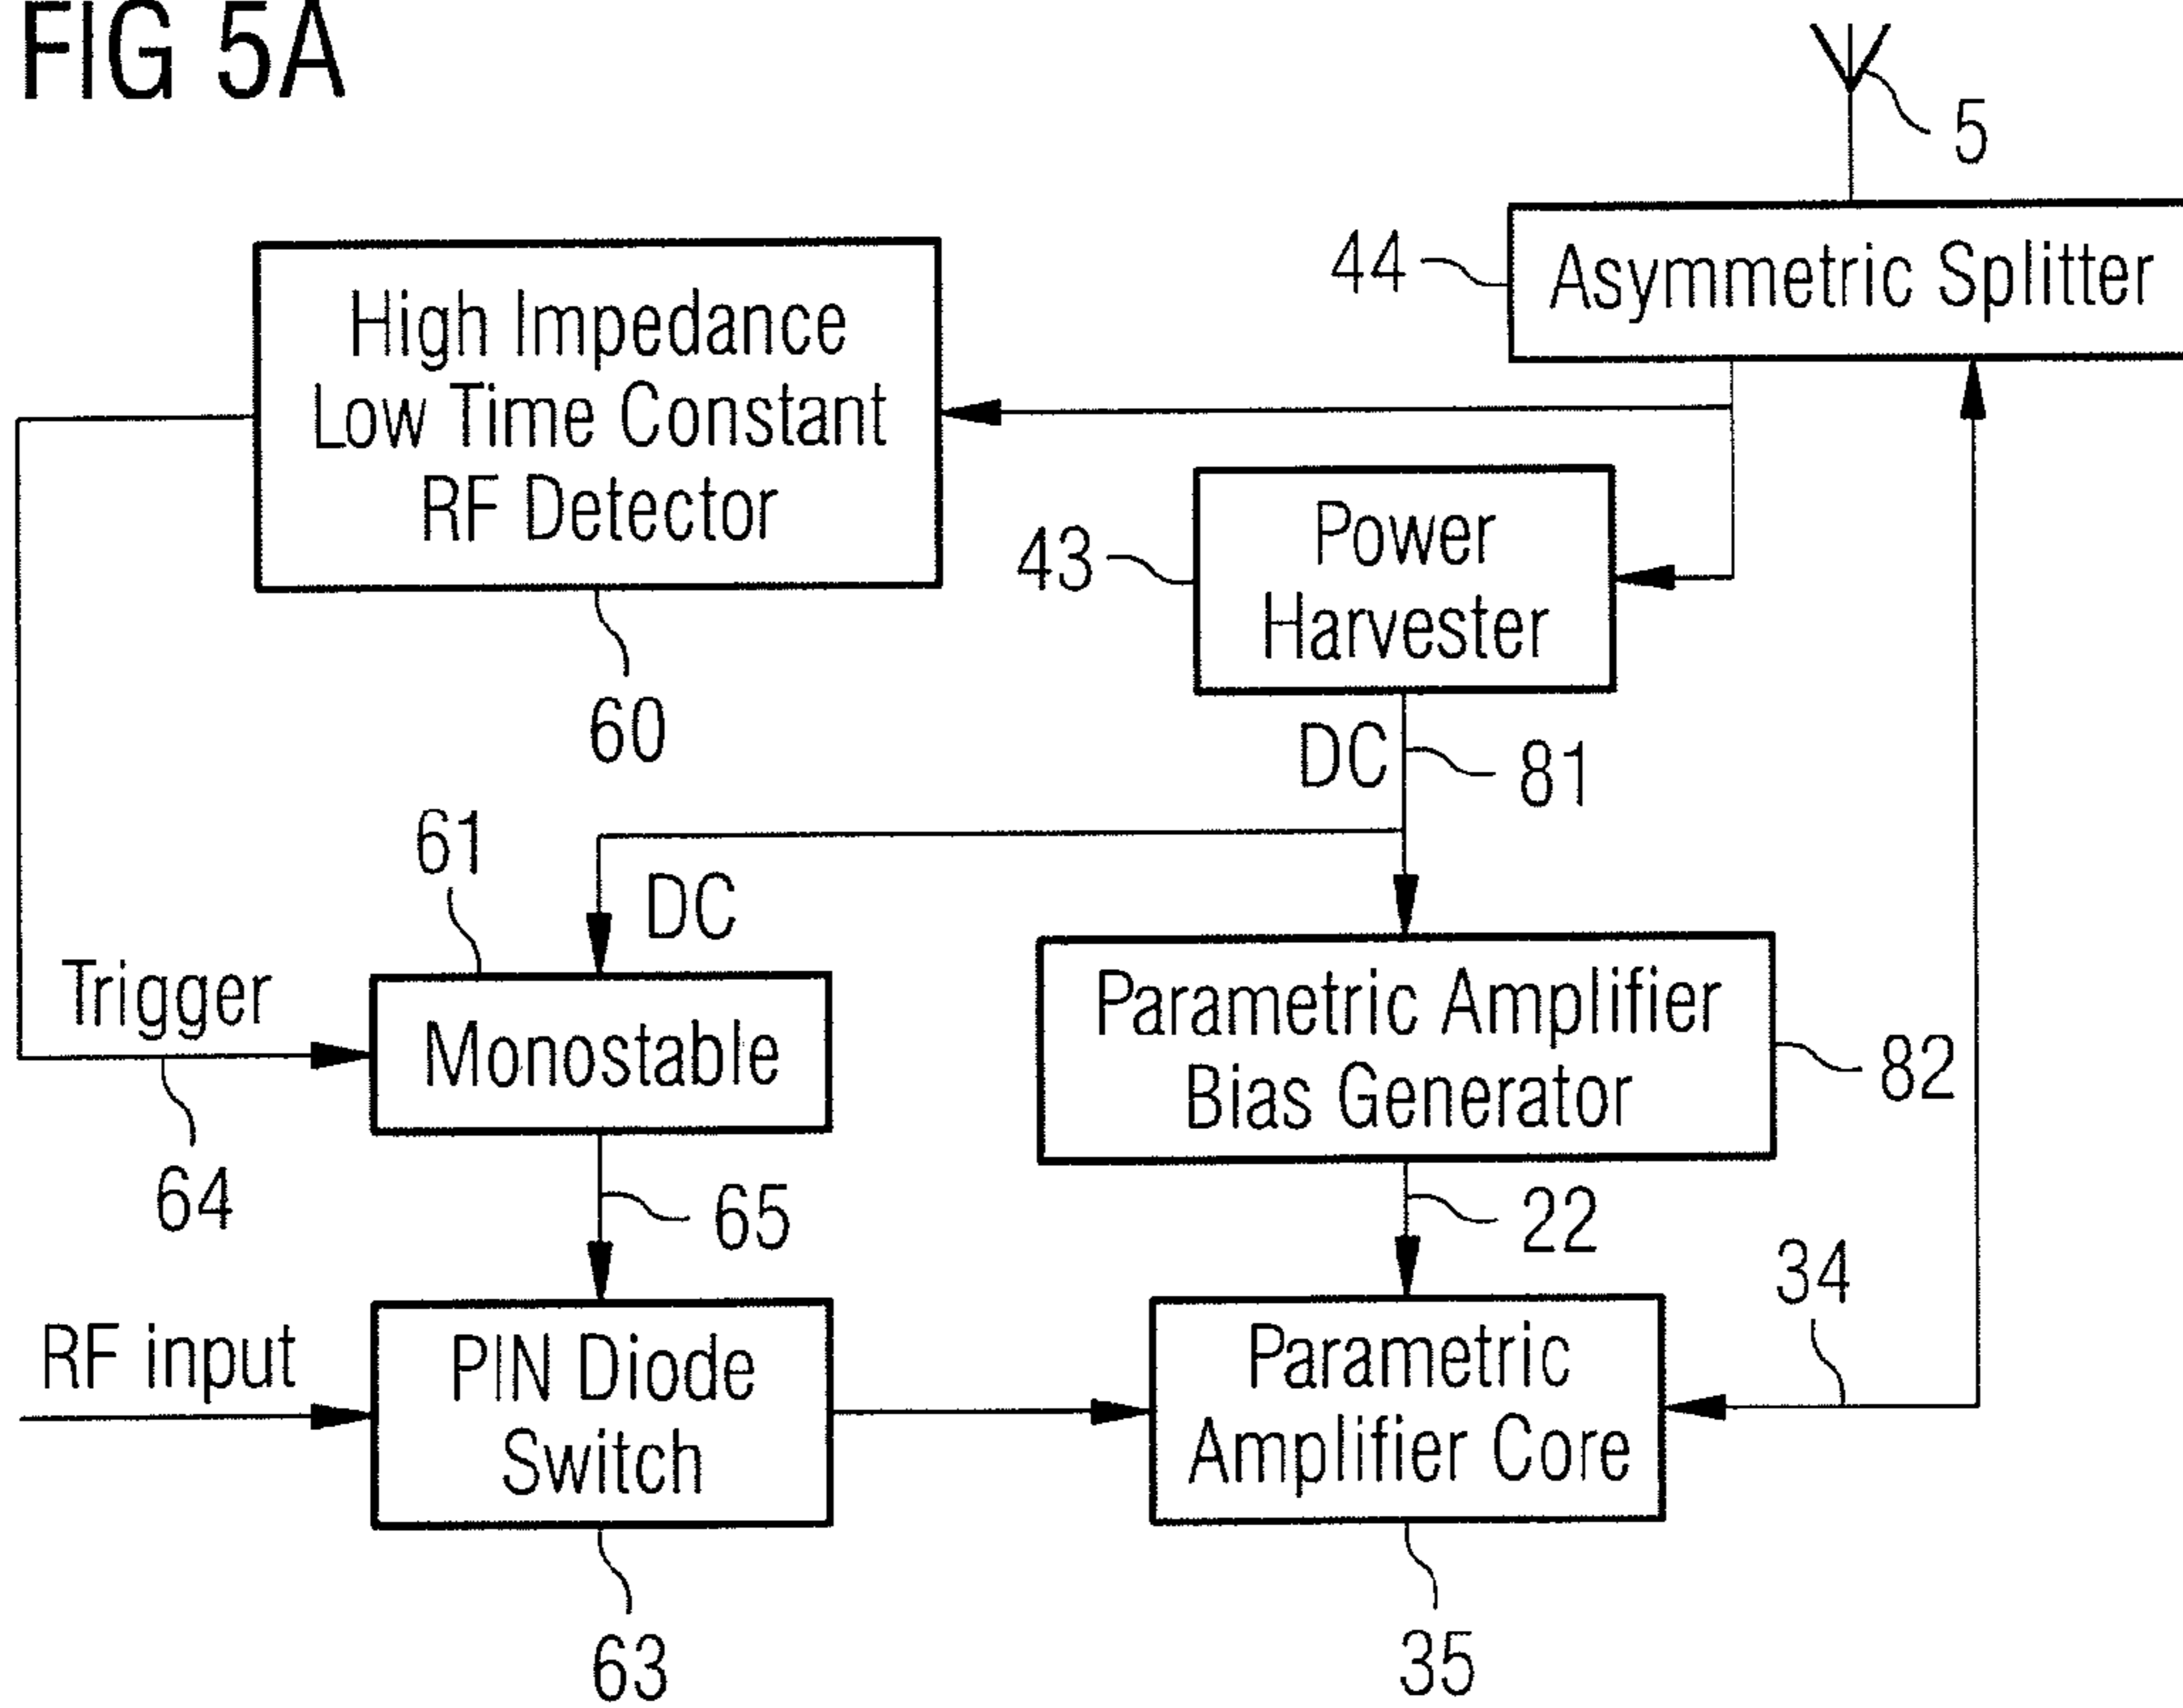 FIG 5A
5
44
Asymmetric Splitter
High Impedance
Low Time Constant
RF Detector
60
43
Power
Harvester
DC
81
61
DC
Trigger
64
Monostable
Parametric Amplifier
Bias Generator
82
65
22
34
RF input
PIN Diode
Switch
63
Parametric
Amplifier Core
35